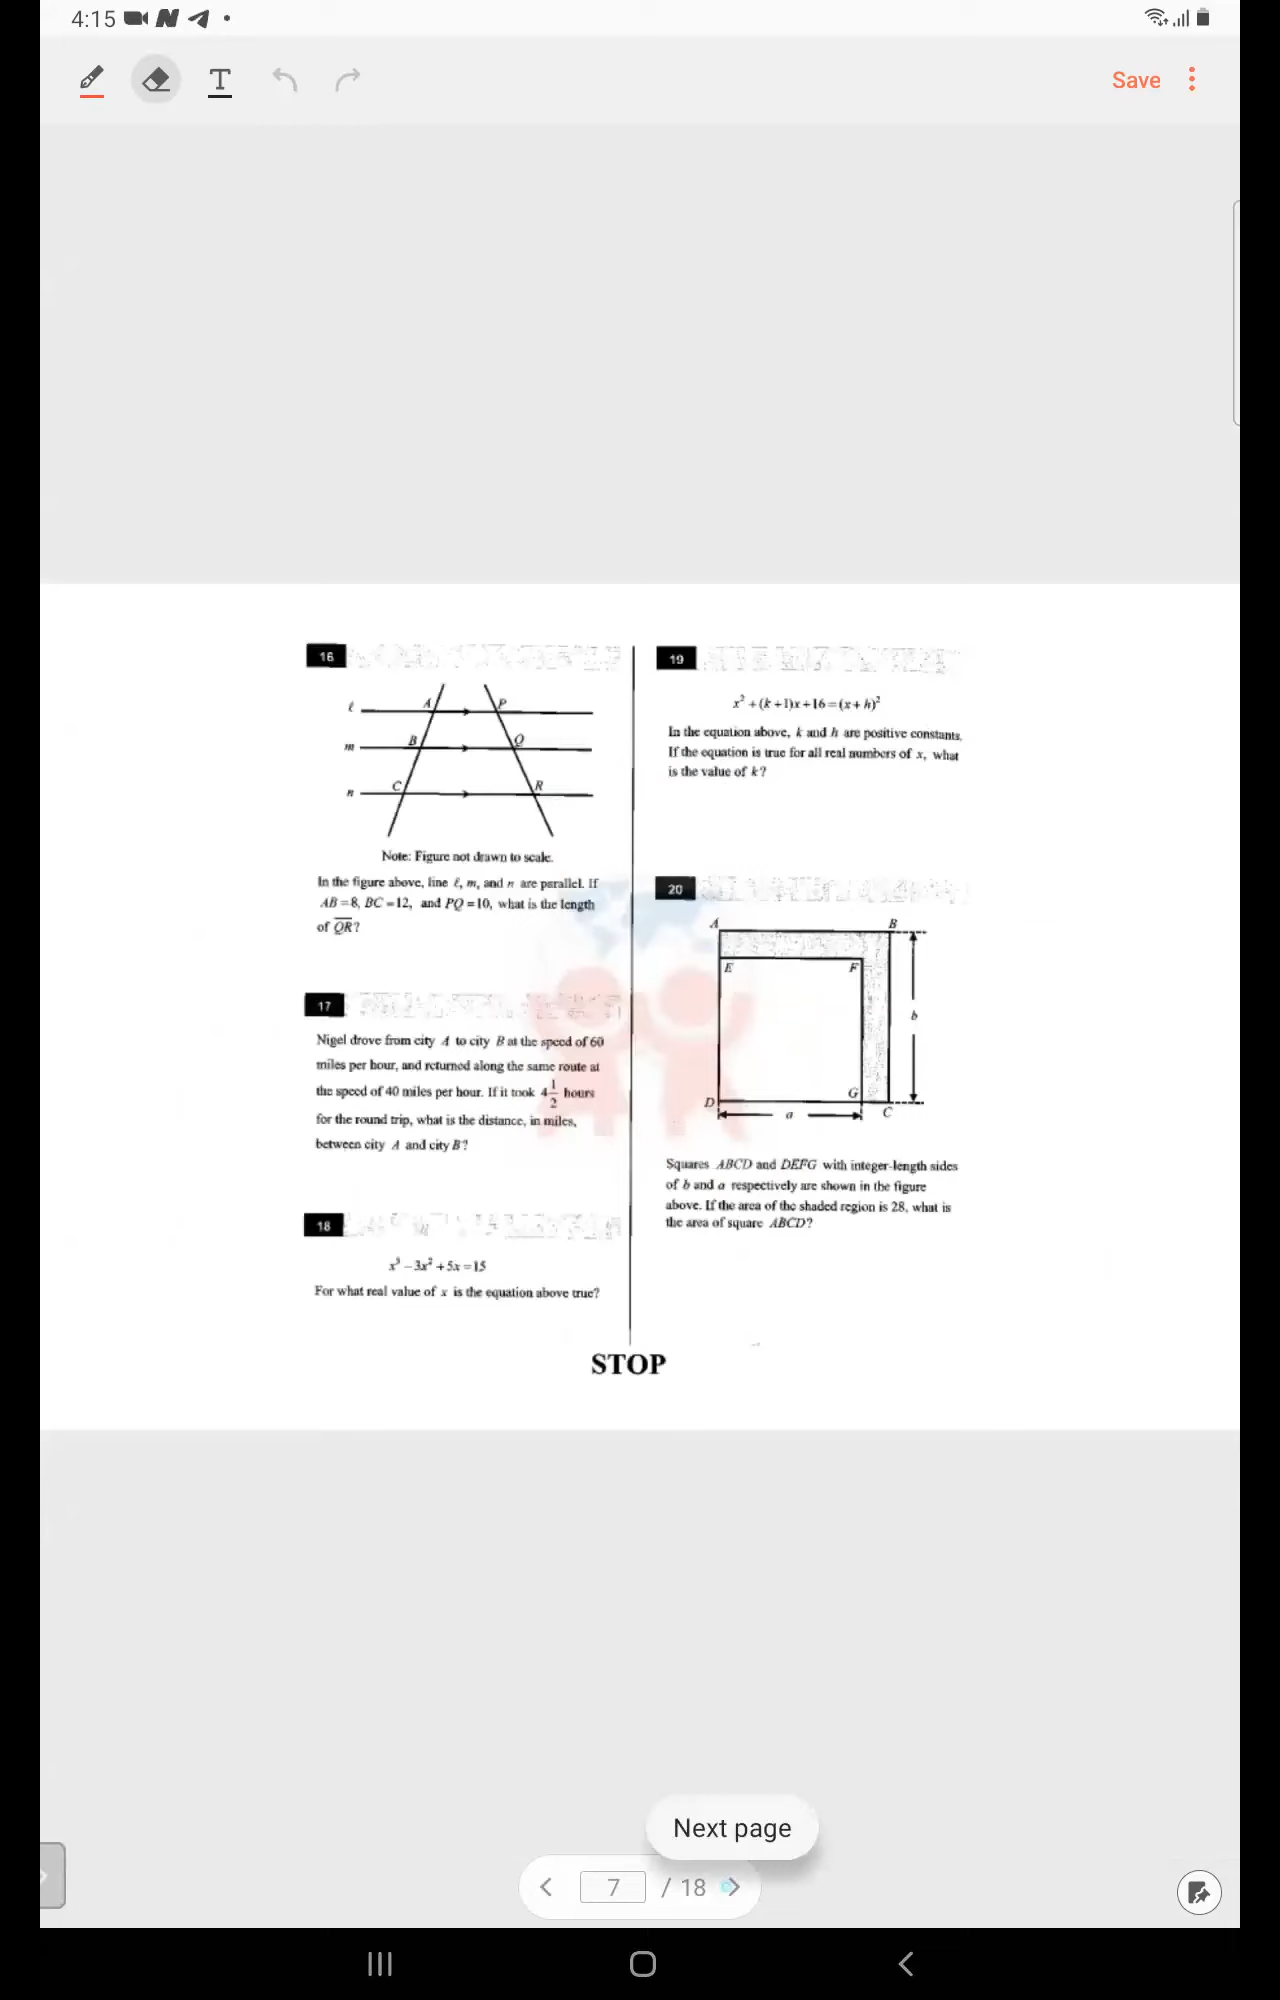 4:15
T
Save
16
ℓ
A
P
m
B
Q
n
C
R
Note: Figure not drawn to scale.
In the figure above, line ℓ, m, and n are parallel. If
AB=8, BC=12, and PQ=10, what is the length
of QR?
17
Nigel drove from city A to city B at the speed of 60
miles per hour, and returned along the same route at
the speed of 40 miles per hour. If it took 4 1/2 hours
for the round trip, what is the distance, in miles,
between city A and city B?
18
x³ − 3x² + 5x = 15
For what real value of x is the equation above true?
19
x² + (k+1)x + 16 = (x+h)²
In the equation above, k and h are positive constants.
If the equation is true for all real numbers of x, what
is the value of k?
20
A
B
E
F
b
G
D
a
C
Squares ABCD and DEFG with integer-length sides
of b and a respectively are shown in the figure
above. If the area of the shaded region is 28, what is
the area of square ABCD?
STOP
Next page
7 / 18